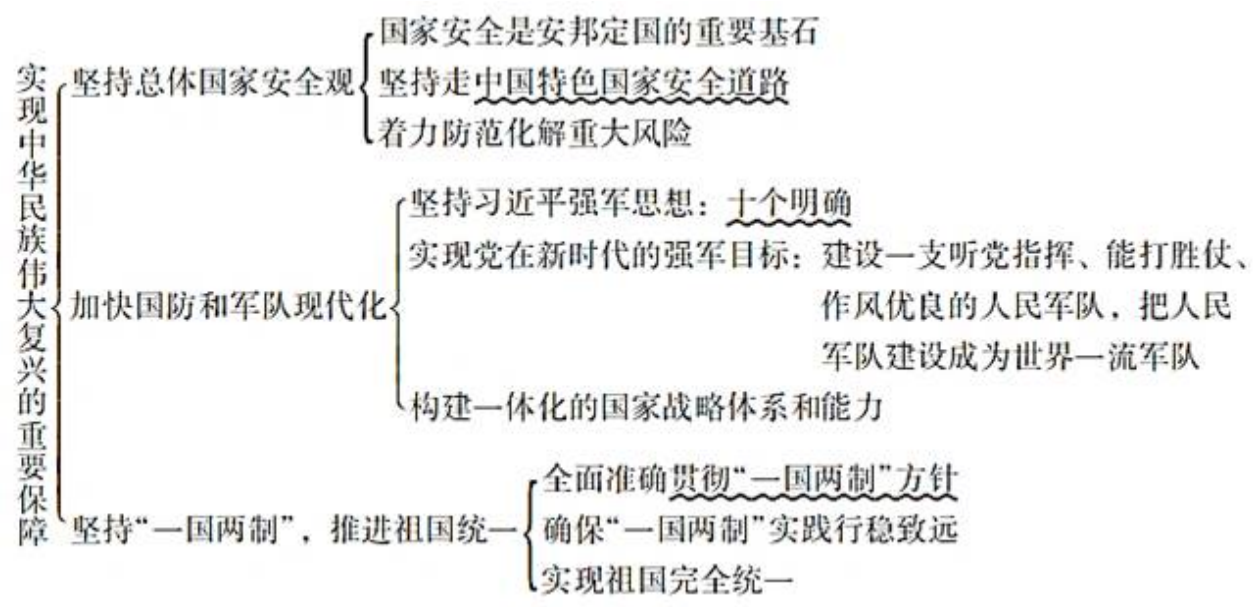 实现中华民族伟大复兴的重要保障
坚持总体国家安全观
国家安全是安邦定国的重要基石
坚持走中国特色国家安全道路
着力防范化解重大风险
加快国防和军队现代化
坚持习近平强军思想：十个明确
实现党在新时代的强军目标：建设一支听党指挥、能打胜仗、
作风优良的人民军队，把人民
军队建设成为世界一流军队
构建一体化的国家战略体系和能力
坚持“一国两制”，推进祖国统一
全面准确贯彻“一国两制”方针
确保“一国两制”实践行稳致远
实现祖国完全统一